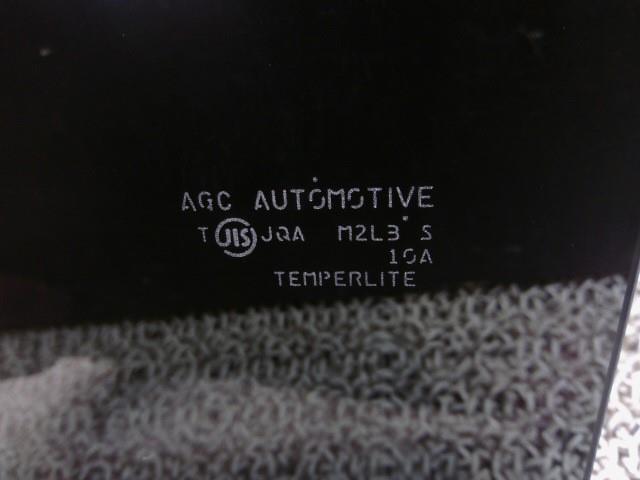 AGC AUTOMOTIVE
T JIS JQA M2L3 S
10A
TEMPERLITE